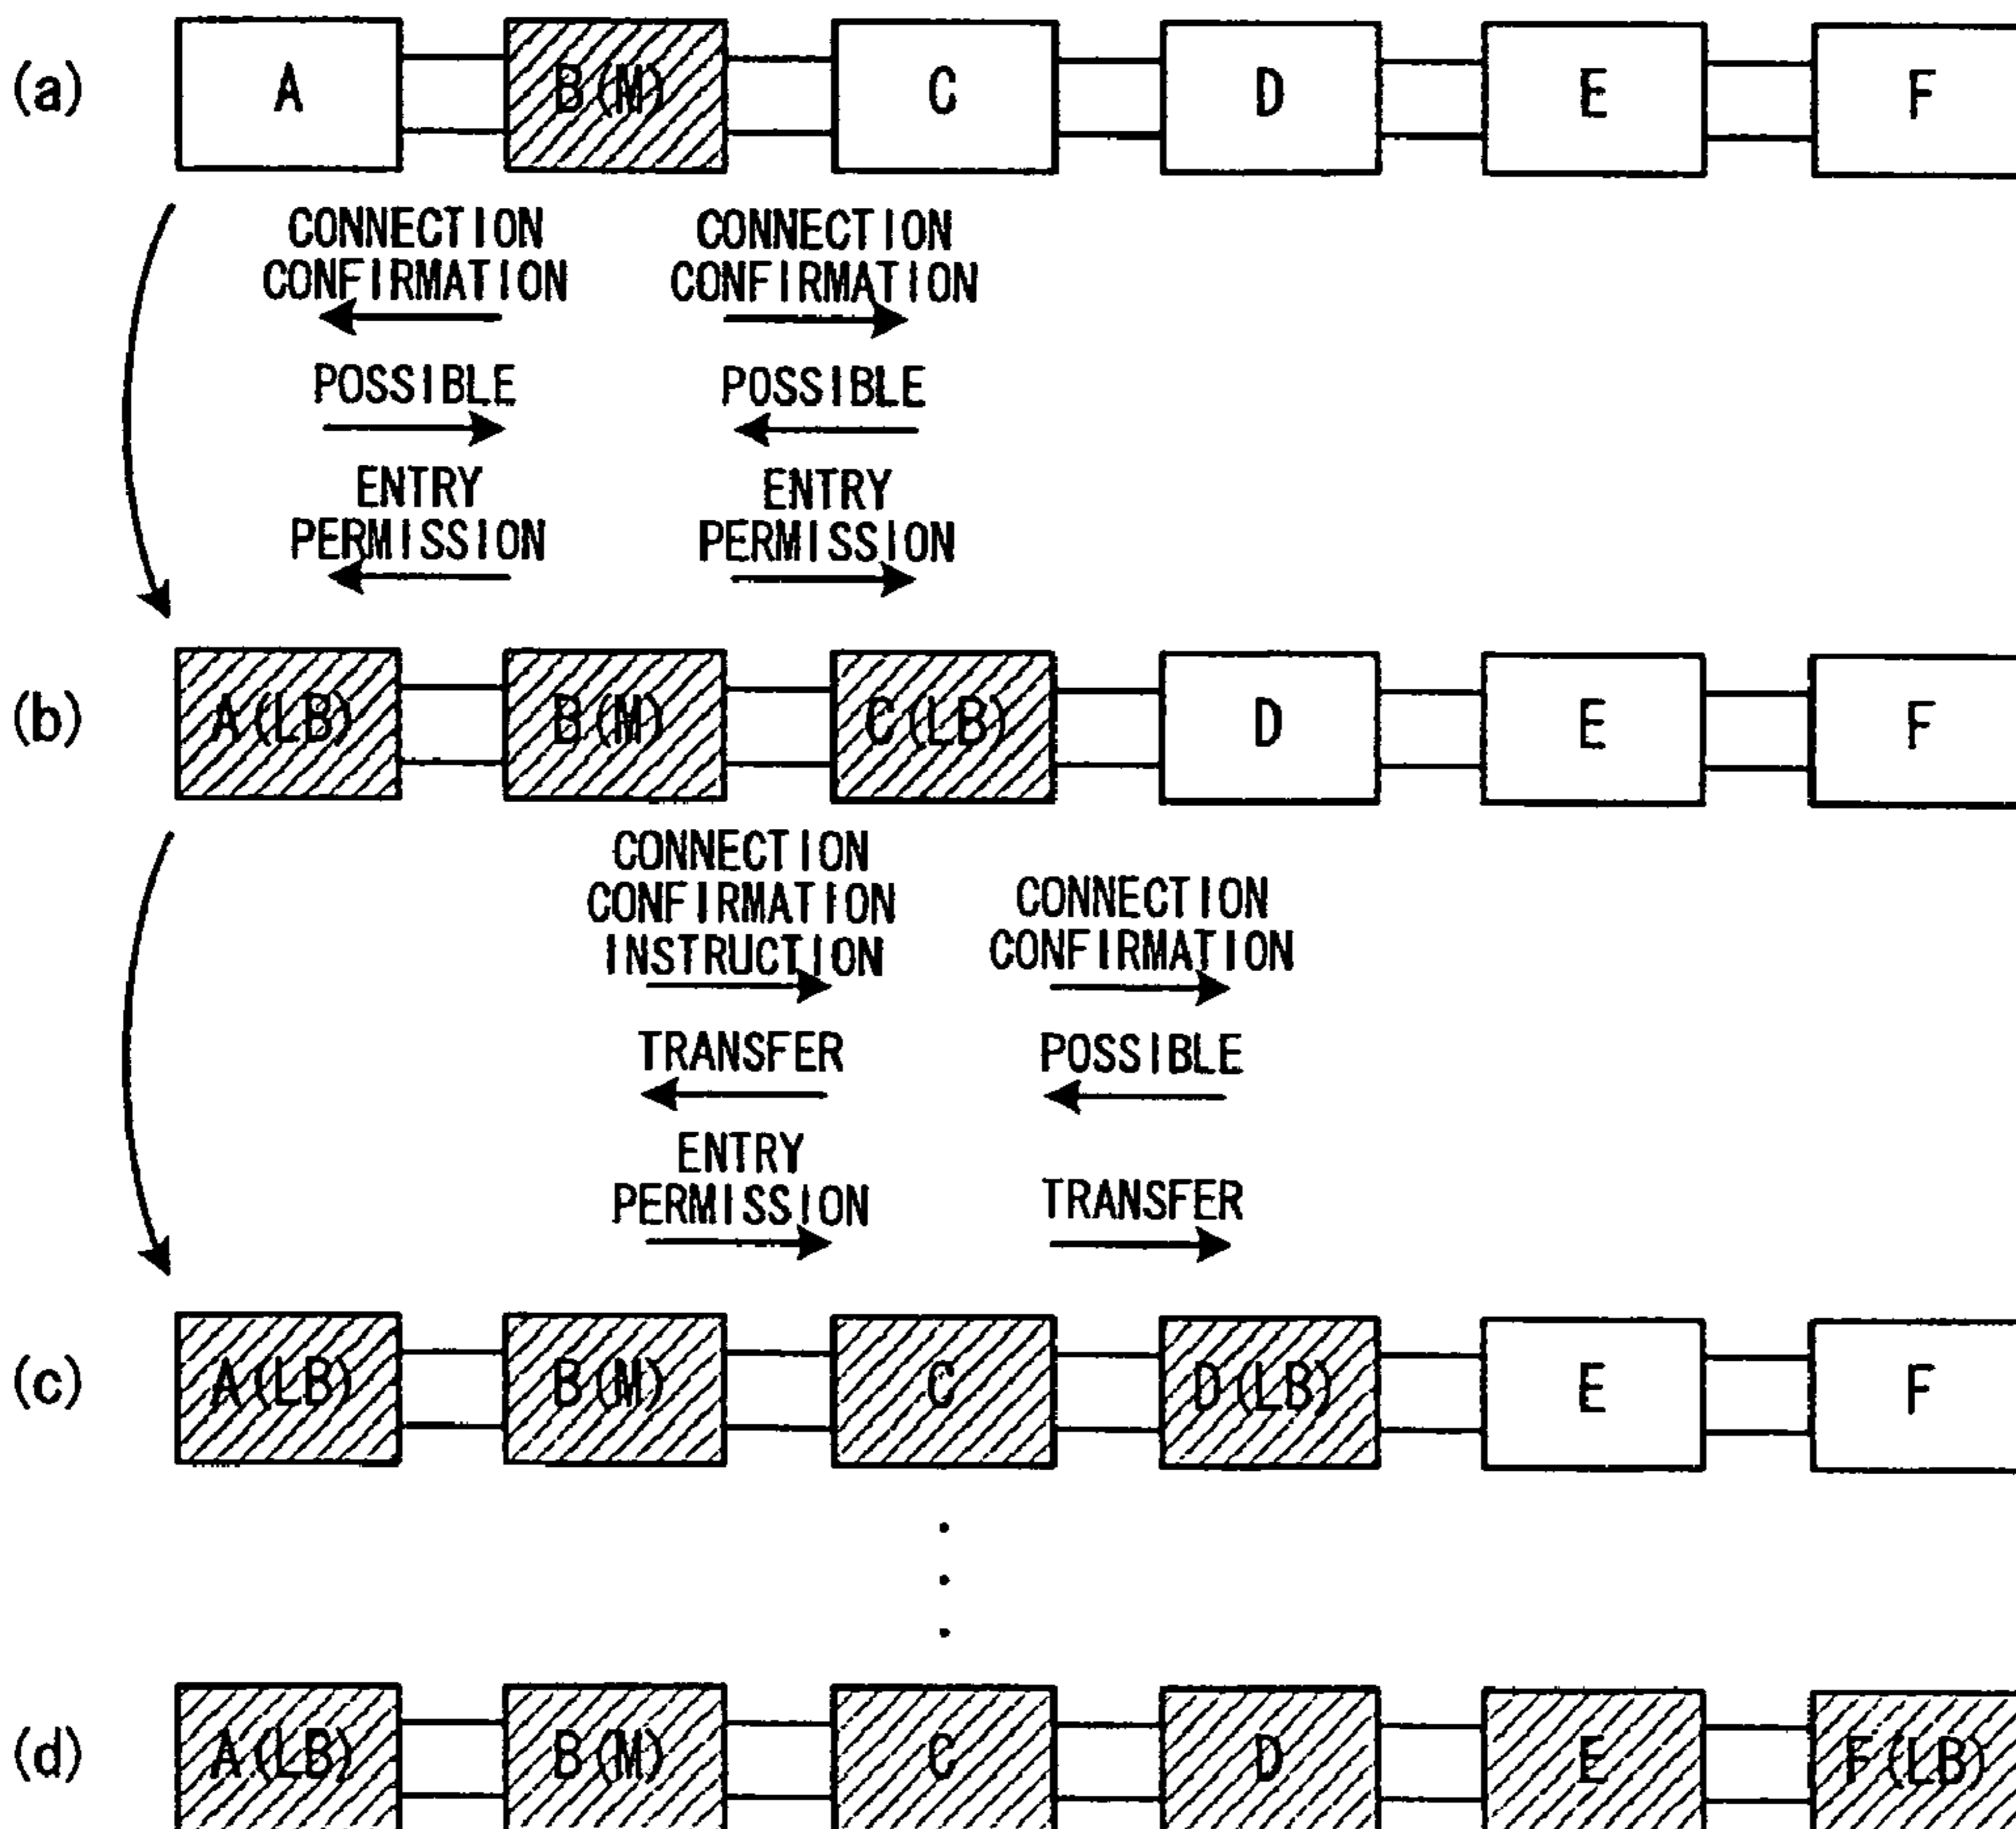 (a) A B(M) C D E F
CONNECTION CONNECTION
CONFIRMATION CONFIRMATION
POSSIBLE POSSIBLE
ENTRY ENTRY
PERMISSION PERMISSION
(b) A(LB) B(M) C(LB) D E F
CONNECTION
CONFIRMATION CONNECTION
INSTRUCTION CONFIRMATION
TRANSFER POSSIBLE
ENTRY
PERMISSION TRANSFER
(c) A(LB) B(M) C D(LB) E F
(d) A(LB) B(M) C D E F(LB)